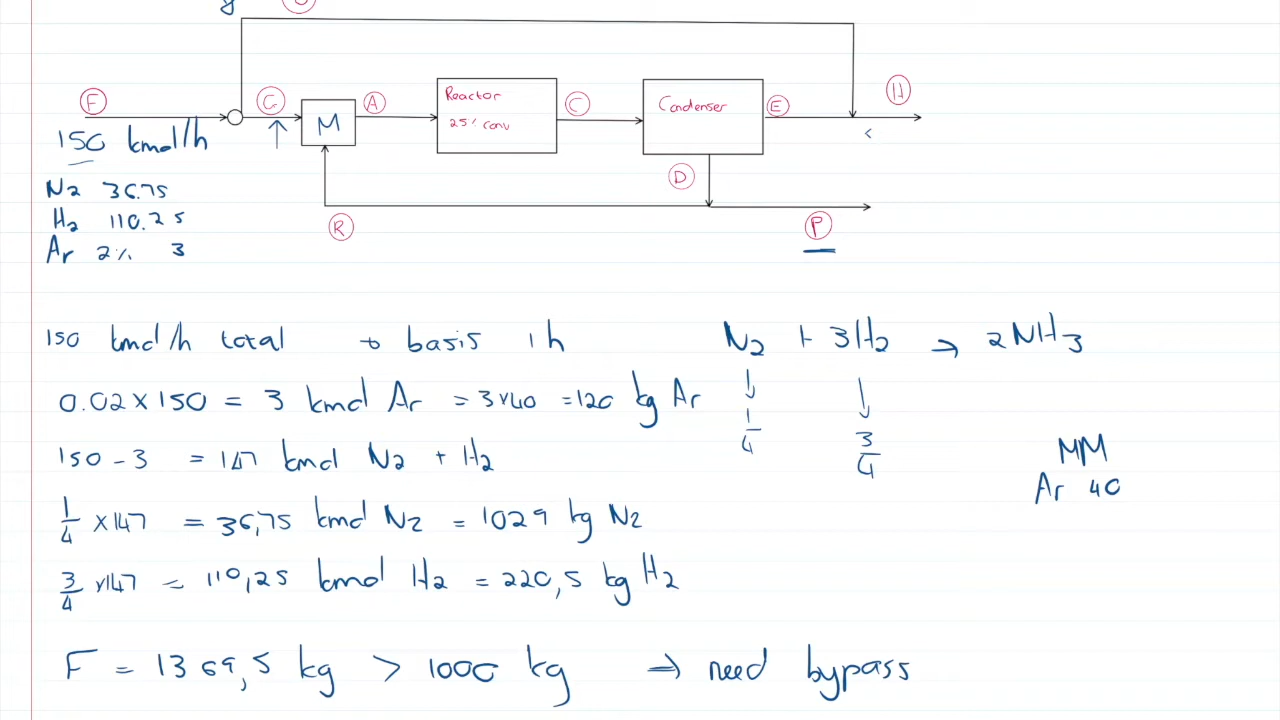 F
G
A
Reactor
25% conv
C
Condenser
E
H
M
150 kmol/h
N2 36.75
H2 110.25
Ar 2% 3
D
R
P
150 kmol/h total → basis 1 h
N2 + 3H2 → 2NH3
0.02 x 150 = 3 kmol Ar = 3x40 = 120 kg Ar
1/4
3/4
150 - 3 = 147 kmol N2 + H2
MM
Ar 40
1/4 x 147 = 36,75 kmol N2 = 1029 kg N2
3/4 x 147 = 110,25 kmol H2 = 220,5 kg H2
F = 1369,5 kg > 1000 kg → need bypass